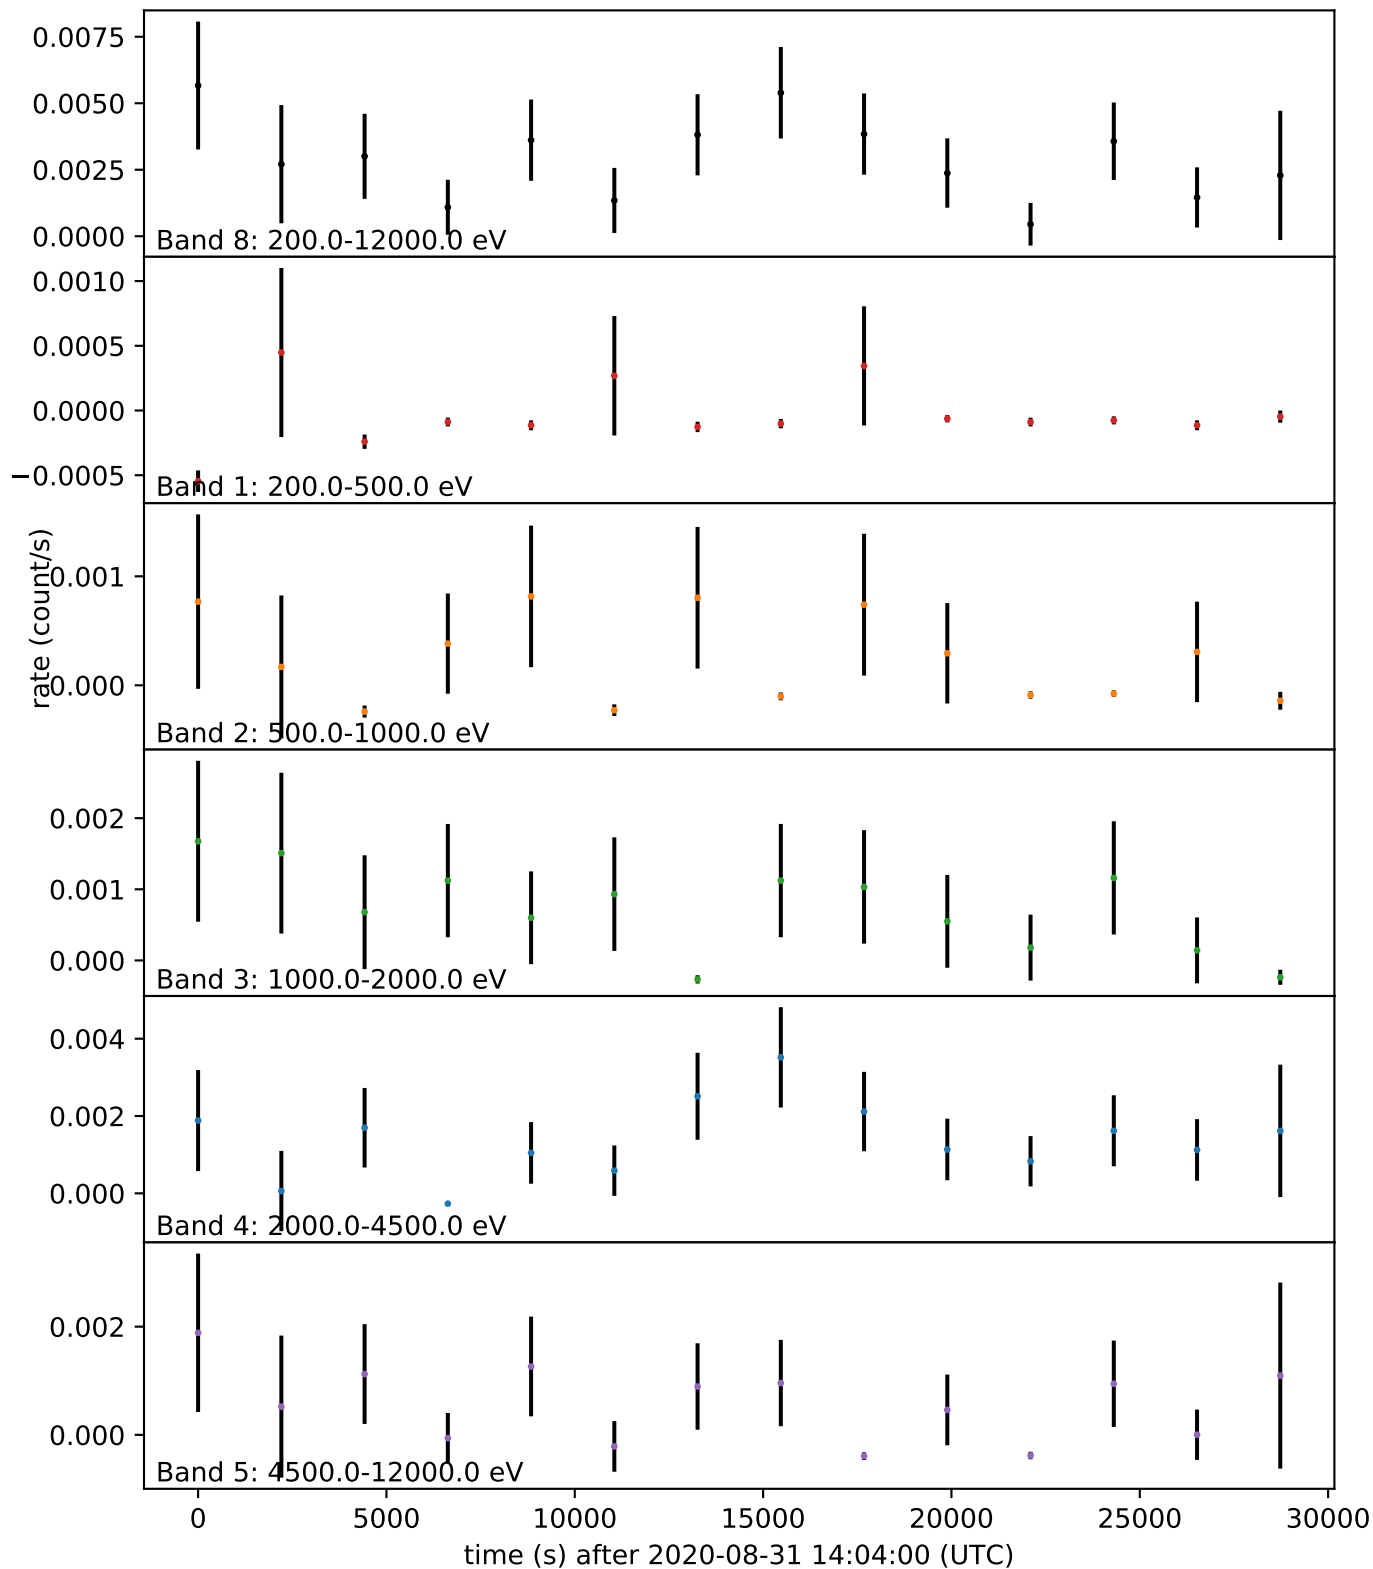 0.0075
0.0050
0.0025
0.0000
Band 8: 200.0-12000.0 eV
0.0010
0.0005
0.0000
−0.0005
Band 1: 200.0-500.0 eV
rate (count/s)
0.001
0.000
Band 2: 500.0-1000.0 eV
0.002
0.001
0.000
Band 3: 1000.0-2000.0 eV
0.004
0.002
0.000
Band 4: 2000.0-4500.0 eV
0.002
0.000
Band 5: 4500.0-12000.0 eV
0 5000 10000 15000 20000 25000 30000
time (s) after 2020-08-31 14:04:00 (UTC)